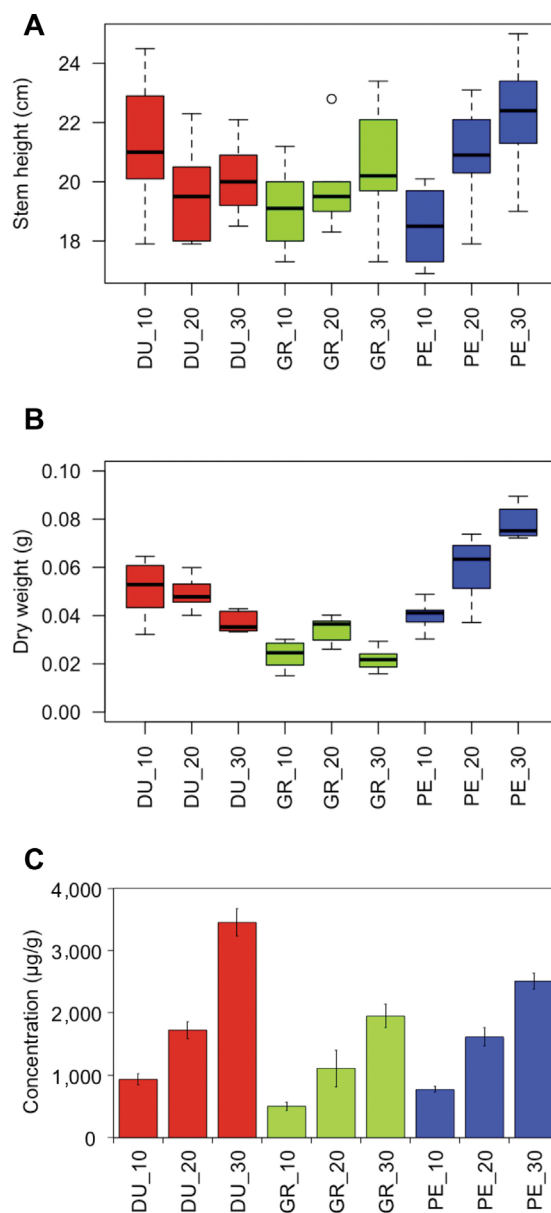 A
Stem height (cm)
24
22
20
18
DU_10
DU_20
DU_30
GR_10
GR_20
GR_30
PE_10
PE_20
PE_30
B
Dry weight (g)
0.10
0.08
0.06
0.04
0.02
0.00
DU_10
DU_20
DU_30
GR_10
GR_20
GR_30
PE_10
PE_20
PE_30
C
Concentration (µg/g)
4,000
3,000
2,000
1,000
0
DU_10
DU_20
DU_30
GR_10
GR_20
GR_30
PE_10
PE_20
PE_30